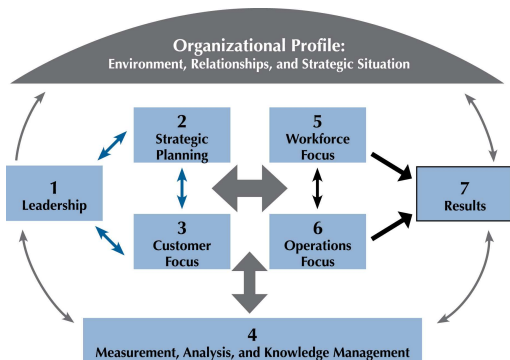 Organizational Profile:
Environment, Relationships, and Strategic Situation
2
Strategic
Planning
5
Workforce
Focus
1
Leadership
7
Results
3
Customer
Focus
6
Operations
Focus
4
Measurement, Analysis, and Knowledge Management